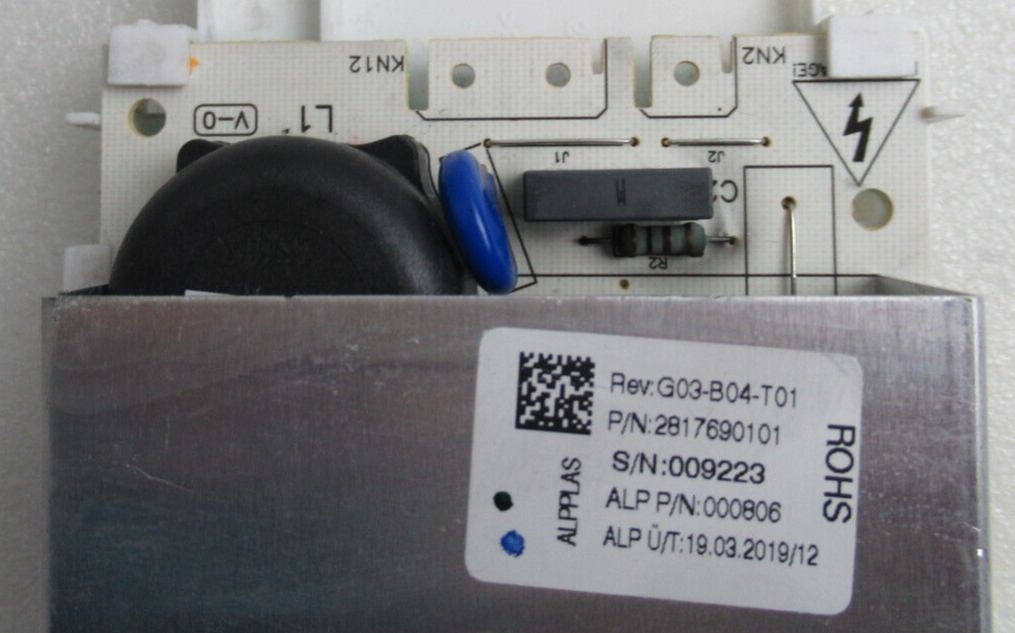 KN12
KN2
V-0
L1
J1
J2
C2
R2
Rev:G03-B04-T01
P/N:2817690101
S/N:009223
ALP P/N:000806
ALP Ü/T:19.03.2019/12
ALPPLAS
ROHS